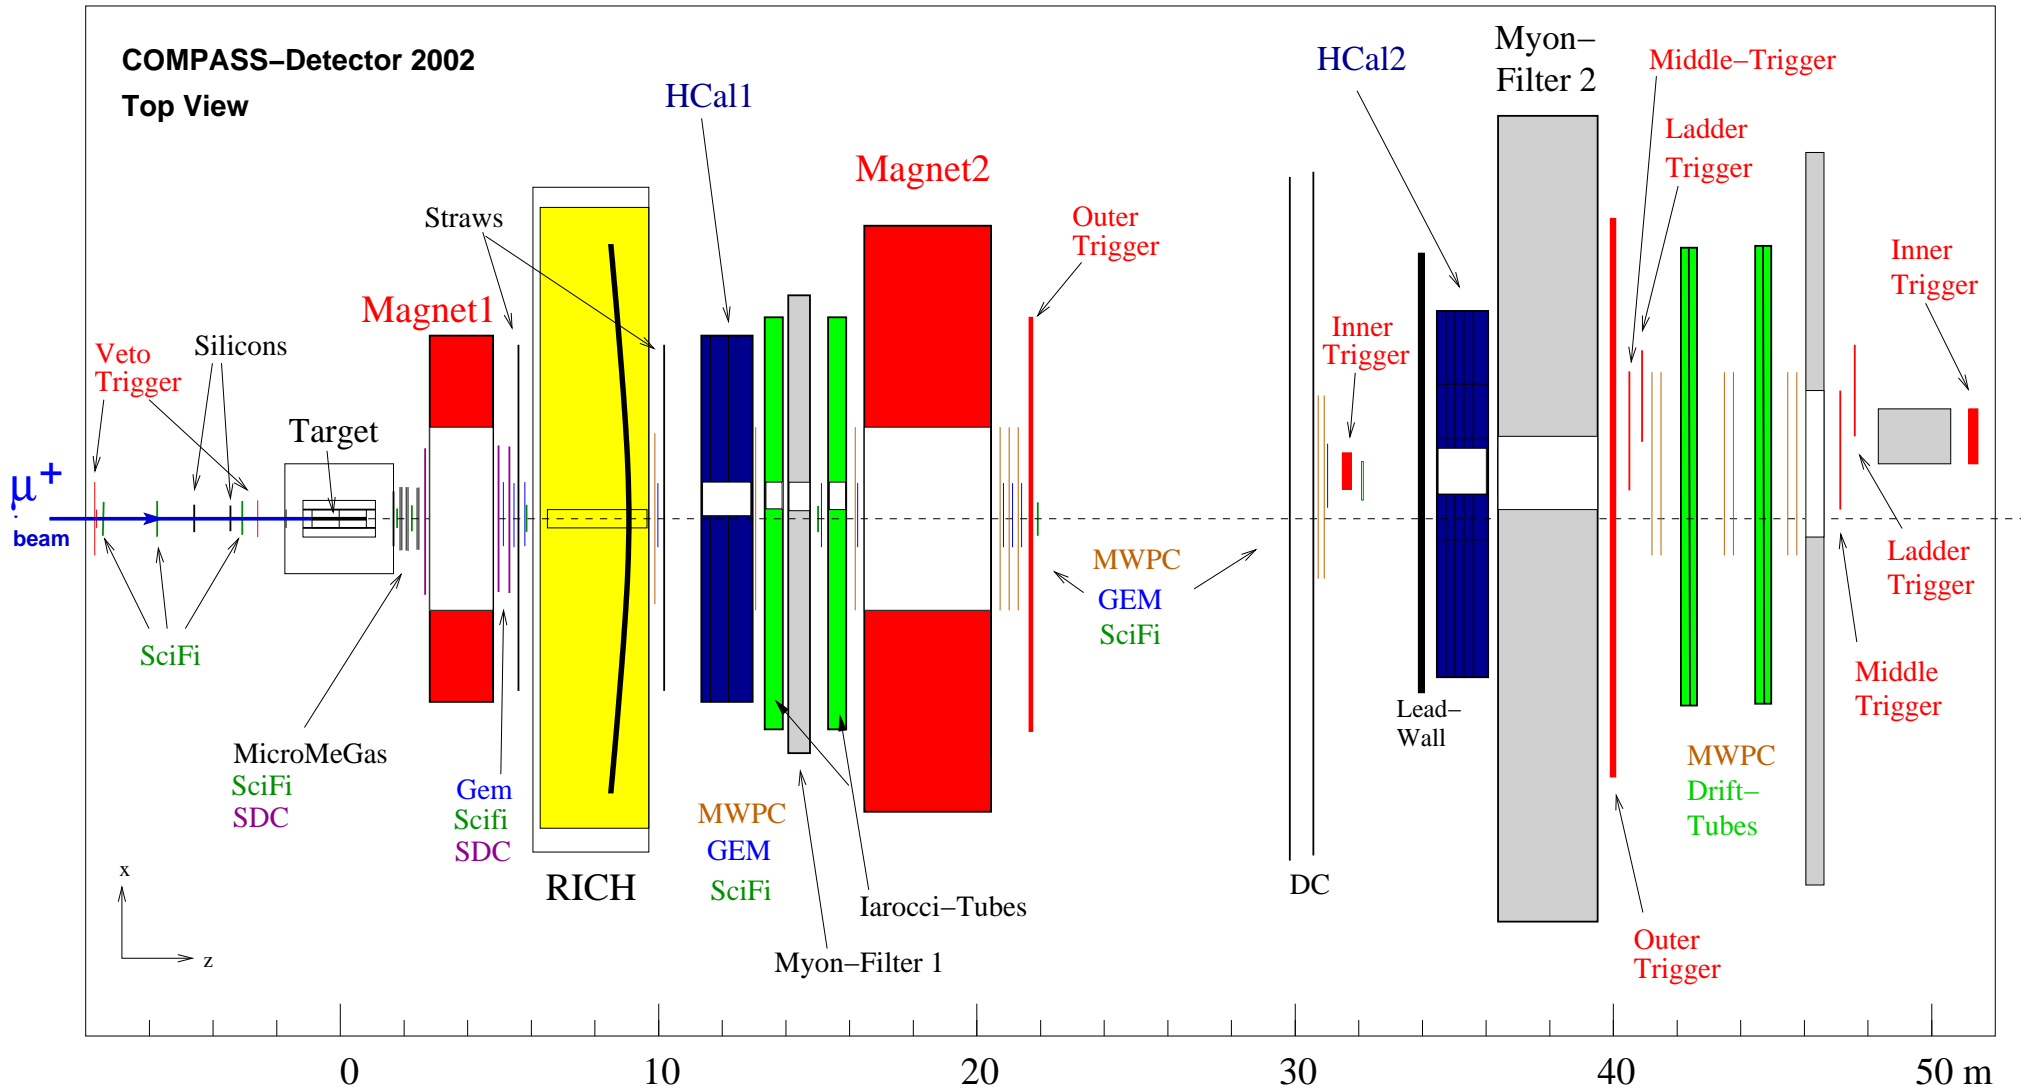 COMPASS–Detector 2002
Top View
HCal1
HCal2
Myon–
Filter 2
Middle–Trigger
Ladder
Trigger
Magnet2
Straws
Outer
Trigger
Inner
Trigger
Magnet1
Silicons
Veto
Trigger
Inner
Trigger
Target
μ+
beam
MWPC
GEM
SciFi
Ladder
Trigger
SciFi
Middle
Trigger
Lead–
Wall
MicroMeGas
SciFi
SDC
Gem
Scifi
SDC
MWPC
GEM
SciFi
MWPC
Drift–
Tubes
RICH
DC
Iarocci–Tubes
Myon–Filter 1
Outer
Trigger
x
z
0 10 20 30 40 50 m